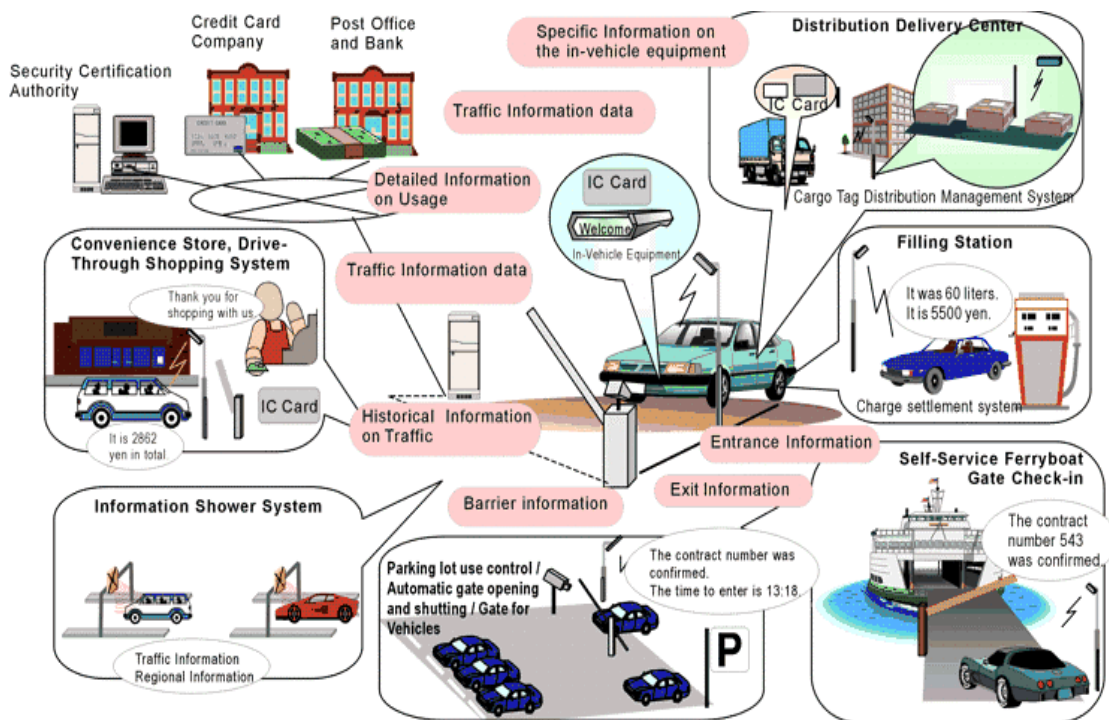 Credit Card
Company
Post Office
and Bank
Security Certification
Authority
Specific Information on
the in-vehicle equipment
Distribution Delivery Center
IC Card
Cargo Tag Distribution Management System
Traffic Information data
Detailed Information
on Usage
CREDIT CARD
IC Card
Welcome
In-Vehicle Equipment
Convenience Store, Drive-
Through Shopping System
Thank you for
shopping with us.
IC Card
It is 2862
yen in total.
Traffic Information data
Historical Information
on Traffic
Filling Station
It was 60 liters.
It is 5500 yen.
Charge settlement system
Entrance Information
Exit Information
Barrier information
Information Shower System
Traffic Information
Regional Information
Parking lot use control /
Automatic gate opening
and shutting / Gate for
Vehicles
The contract number was
confirmed.
The time to enter is 13:18.
P
Self-Service Ferryboat
Gate Check-in
The contract
number 543
was confirmed.